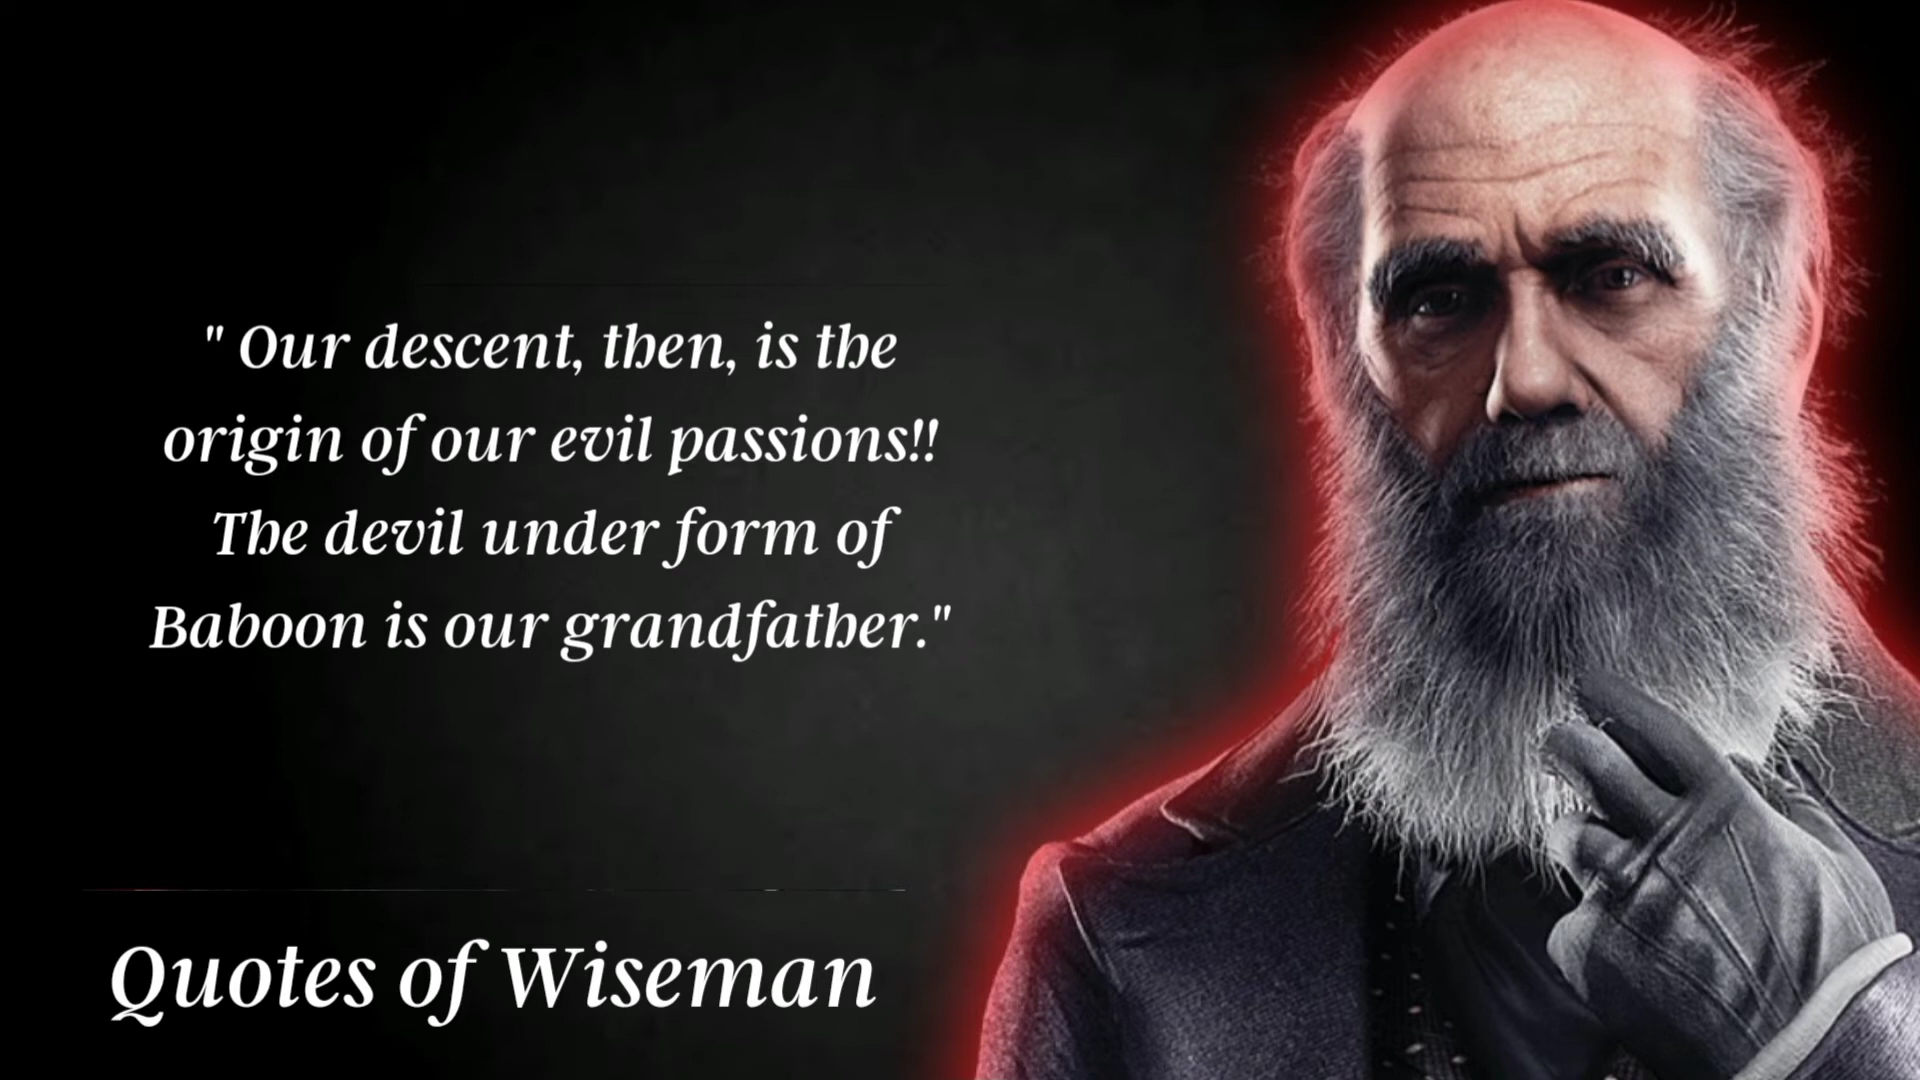 " Our descent, then, is the
origin of our evil passions!!
The devil under form of
Baboon is our grandfather."
Quotes of Wiseman